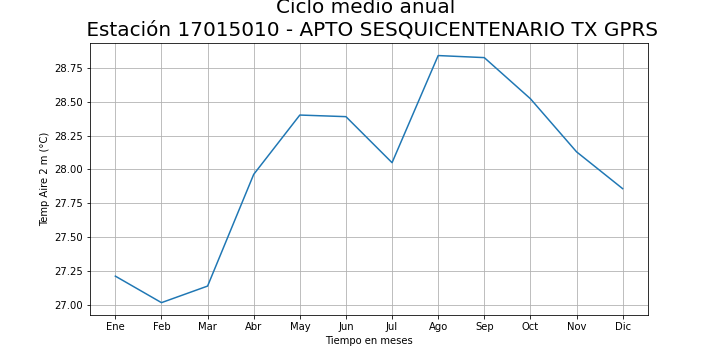 Ciclo medio anual
Estación 17015010 - APTO SESQUICENTENARIO TX GPRS
28.75
28.50
28.25
28.00
27.75
27.50
27.25
27.00
Temp Aire 2 m (°C)
Ene Feb Mar Abr May Jun Jul Ago Sep Oct Nov Dic
Tiempo en meses